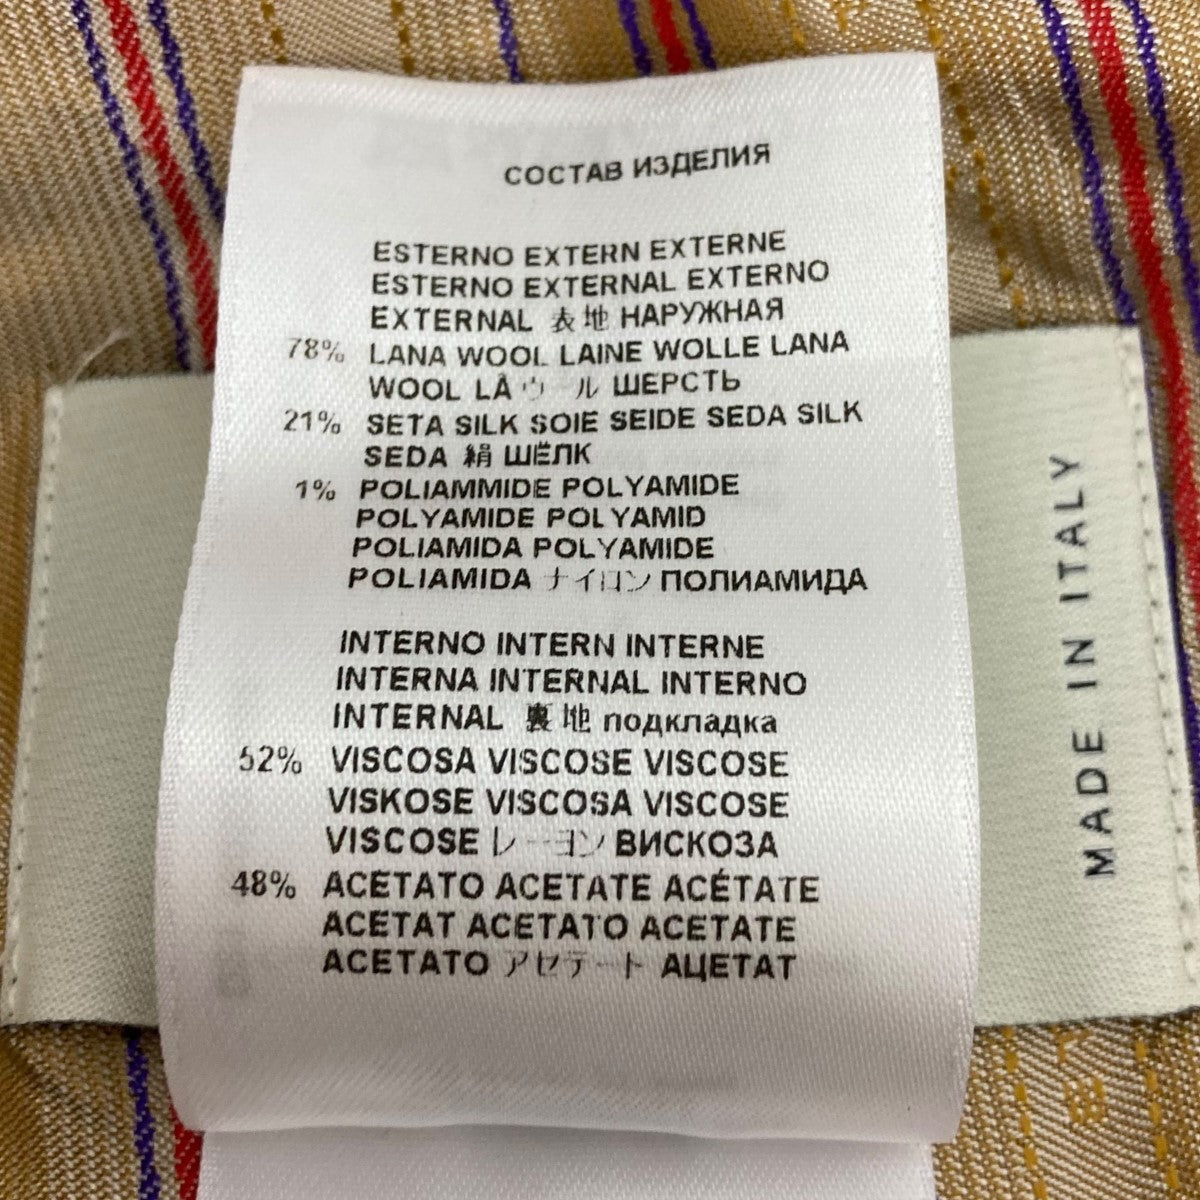 СОСТАВ ИЗДЕЛИЯ
ESTERNO EXTERN EXTERNE
ESTERNO EXTERNAL EXTERNO
EXTERNAL 表地 НАРУЖНАЯ
78% LANA WOOL LAINE WOLLE LANA
WOOL LÃ ウール ШЕРСТЬ
21% SETA SILK SOIE SEIDE SEDA SILK
SEDA 絹 ШЁЛК
1% POLIAMMIDE POLYAMIDE
POLYAMIDE POLYAMID
POLIAMIDA POLYAMIDE
POLIAMIDA ナイロン ПОЛИАМИДА
INTERNO INTERN INTERNE
INTERNA INTERNAL INTERNO
INTERNAL 裏地 подкладка
52% VISCOSA VISCOSE VISCOSE
VISKOSE VISCOSA VISCOSE
VISCOSE レーヨン ВИСКОЗА
48% ACETATO ACETATE ACÉTATE
ACETAT ACETATO ACETATE
ACETATO アセテート АЦЕТАТ
MADE IN ITALY